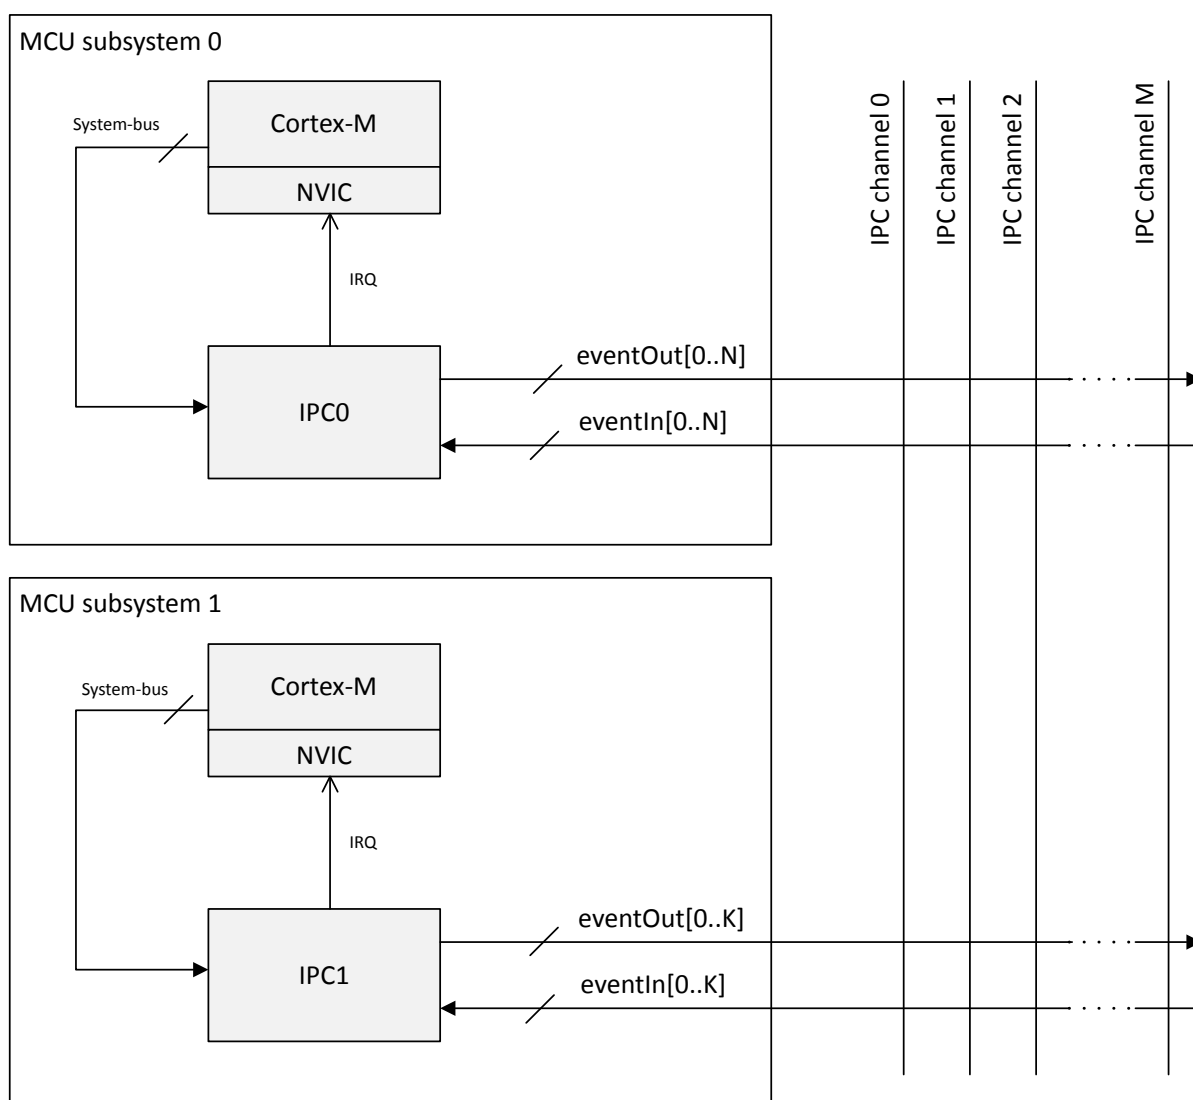 MCU subsystem 0
Cortex-M
System-bus
NVIC
IRQ
IPC0
eventOut[0..N]
eventIn[0..N]
IPC channel 0
IPC channel 1
IPC channel 2
IPC channel M
MCU subsystem 1
Cortex-M
System-bus
NVIC
IRQ
IPC1
eventOut[0..K]
eventIn[0..K]